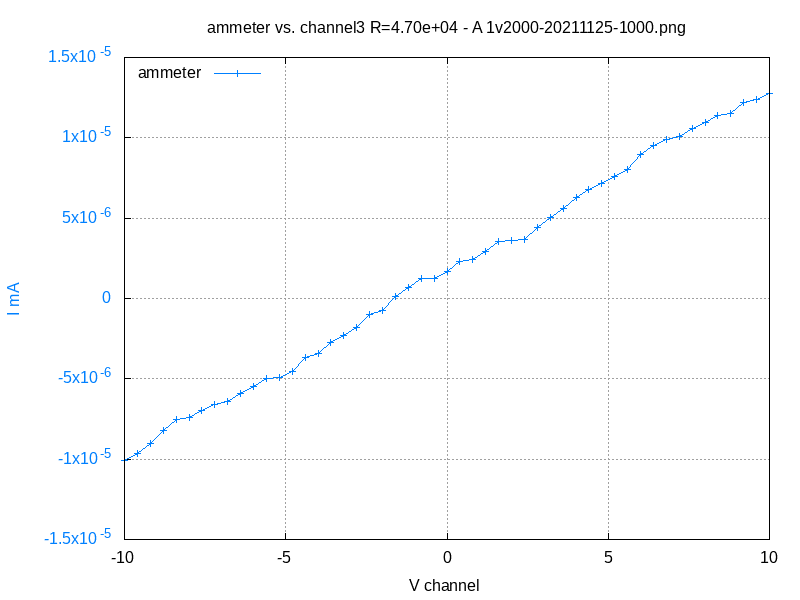 ammeter vs. channel3 R=4.70e+04 - A 1v2000-20211125-1000.png
1.5x10^-5
ammeter
1x10^-5
5x10^-6
0
-5x10^-6
-1x10^-5
-1.5x10^-5
I mA
-10 -5 0 5 10
V channel